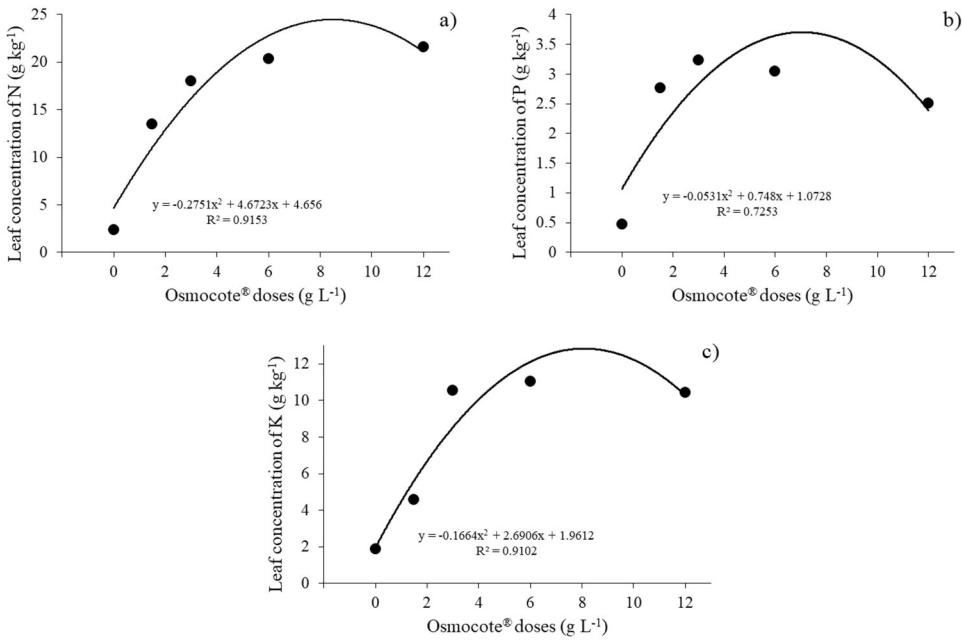 a)
Leaf concentration of N (g kg⁻¹)
25
20
15
10
5
0
y = -0.2751x² + 4.6723x + 4.656
R² = 0.9153
0 2 4 6 8 10 12
Osmocote® doses (g L⁻¹)
b)
Leaf concentration of P (g kg⁻¹)
4
3.5
3
2.5
2
1.5
1
0.5
0
y = -0.0531x² + 0.748x + 1.0728
R² = 0.7253
0 2 4 6 8 10 12
Osmocote® doses (g L⁻¹)
c)
Leaf concentration of K (g kg⁻¹)
12
10
8
6
4
2
0
y = -0.1664x² + 2.6906x + 1.9612
R² = 0.9102
0 2 4 6 8 10 12
Osmocote® doses (g L⁻¹)